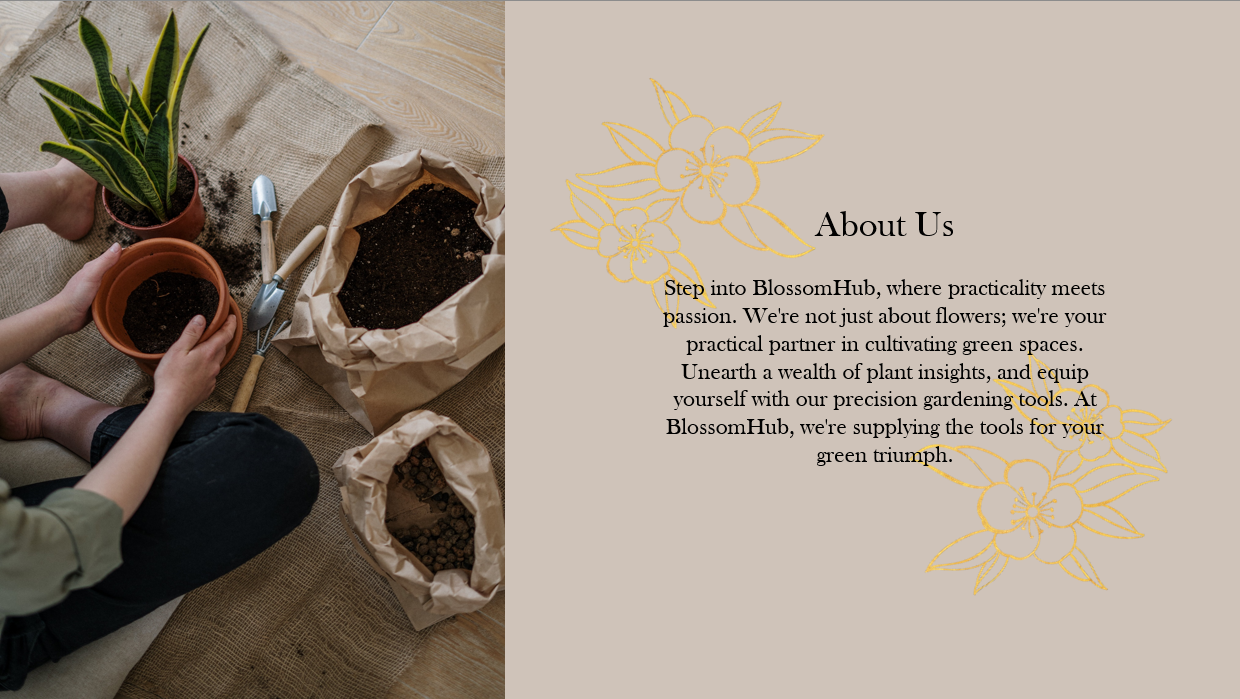 About Us
Step into BlossomHub, where practicality meets
passion. We're not just about flowers; we're your
practical partner in cultivating green spaces.
Unearth a wealth of plant insights, and equip
yourself with our precision gardening tools. At
BlossomHub, we're supplying the tools for your
green triumph.